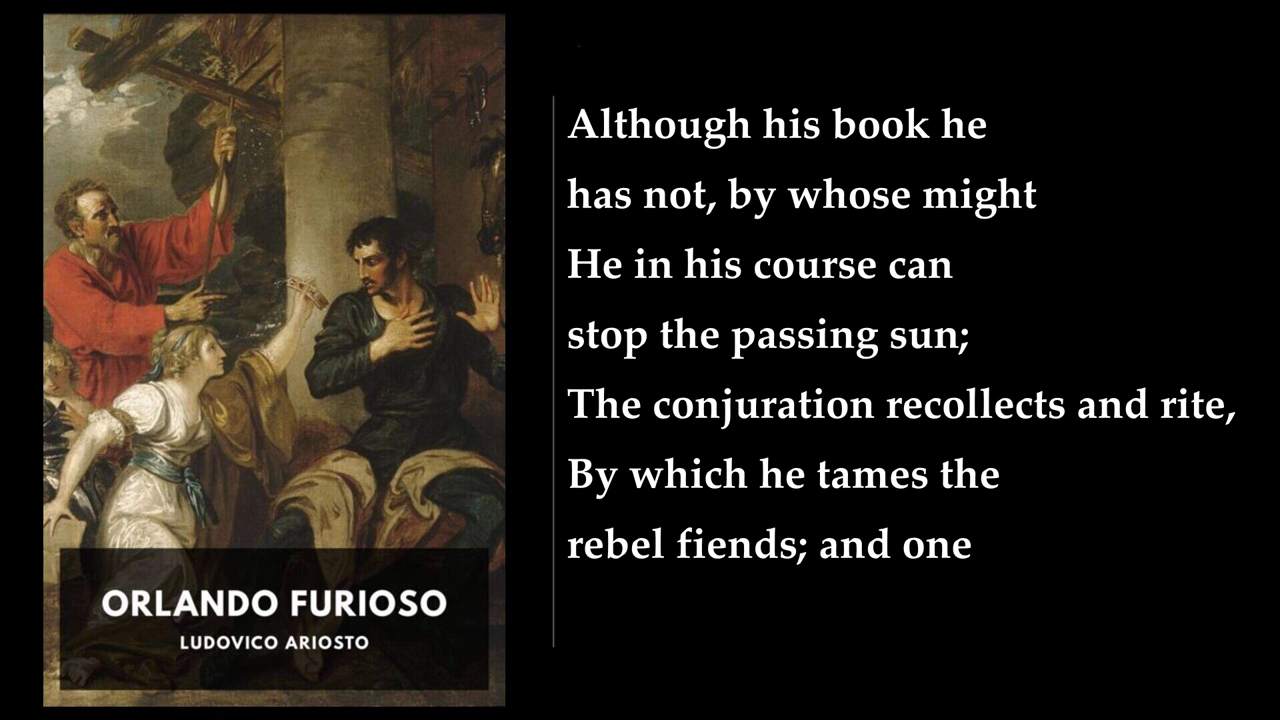 ORLANDO FURIOSO
LUDOVICO ARIOSTO
Although his book he
has not, by whose might
He in his course can
stop the passing sun;
The conjuration recollects and rite,
By which he tames the
rebel fiends; and one